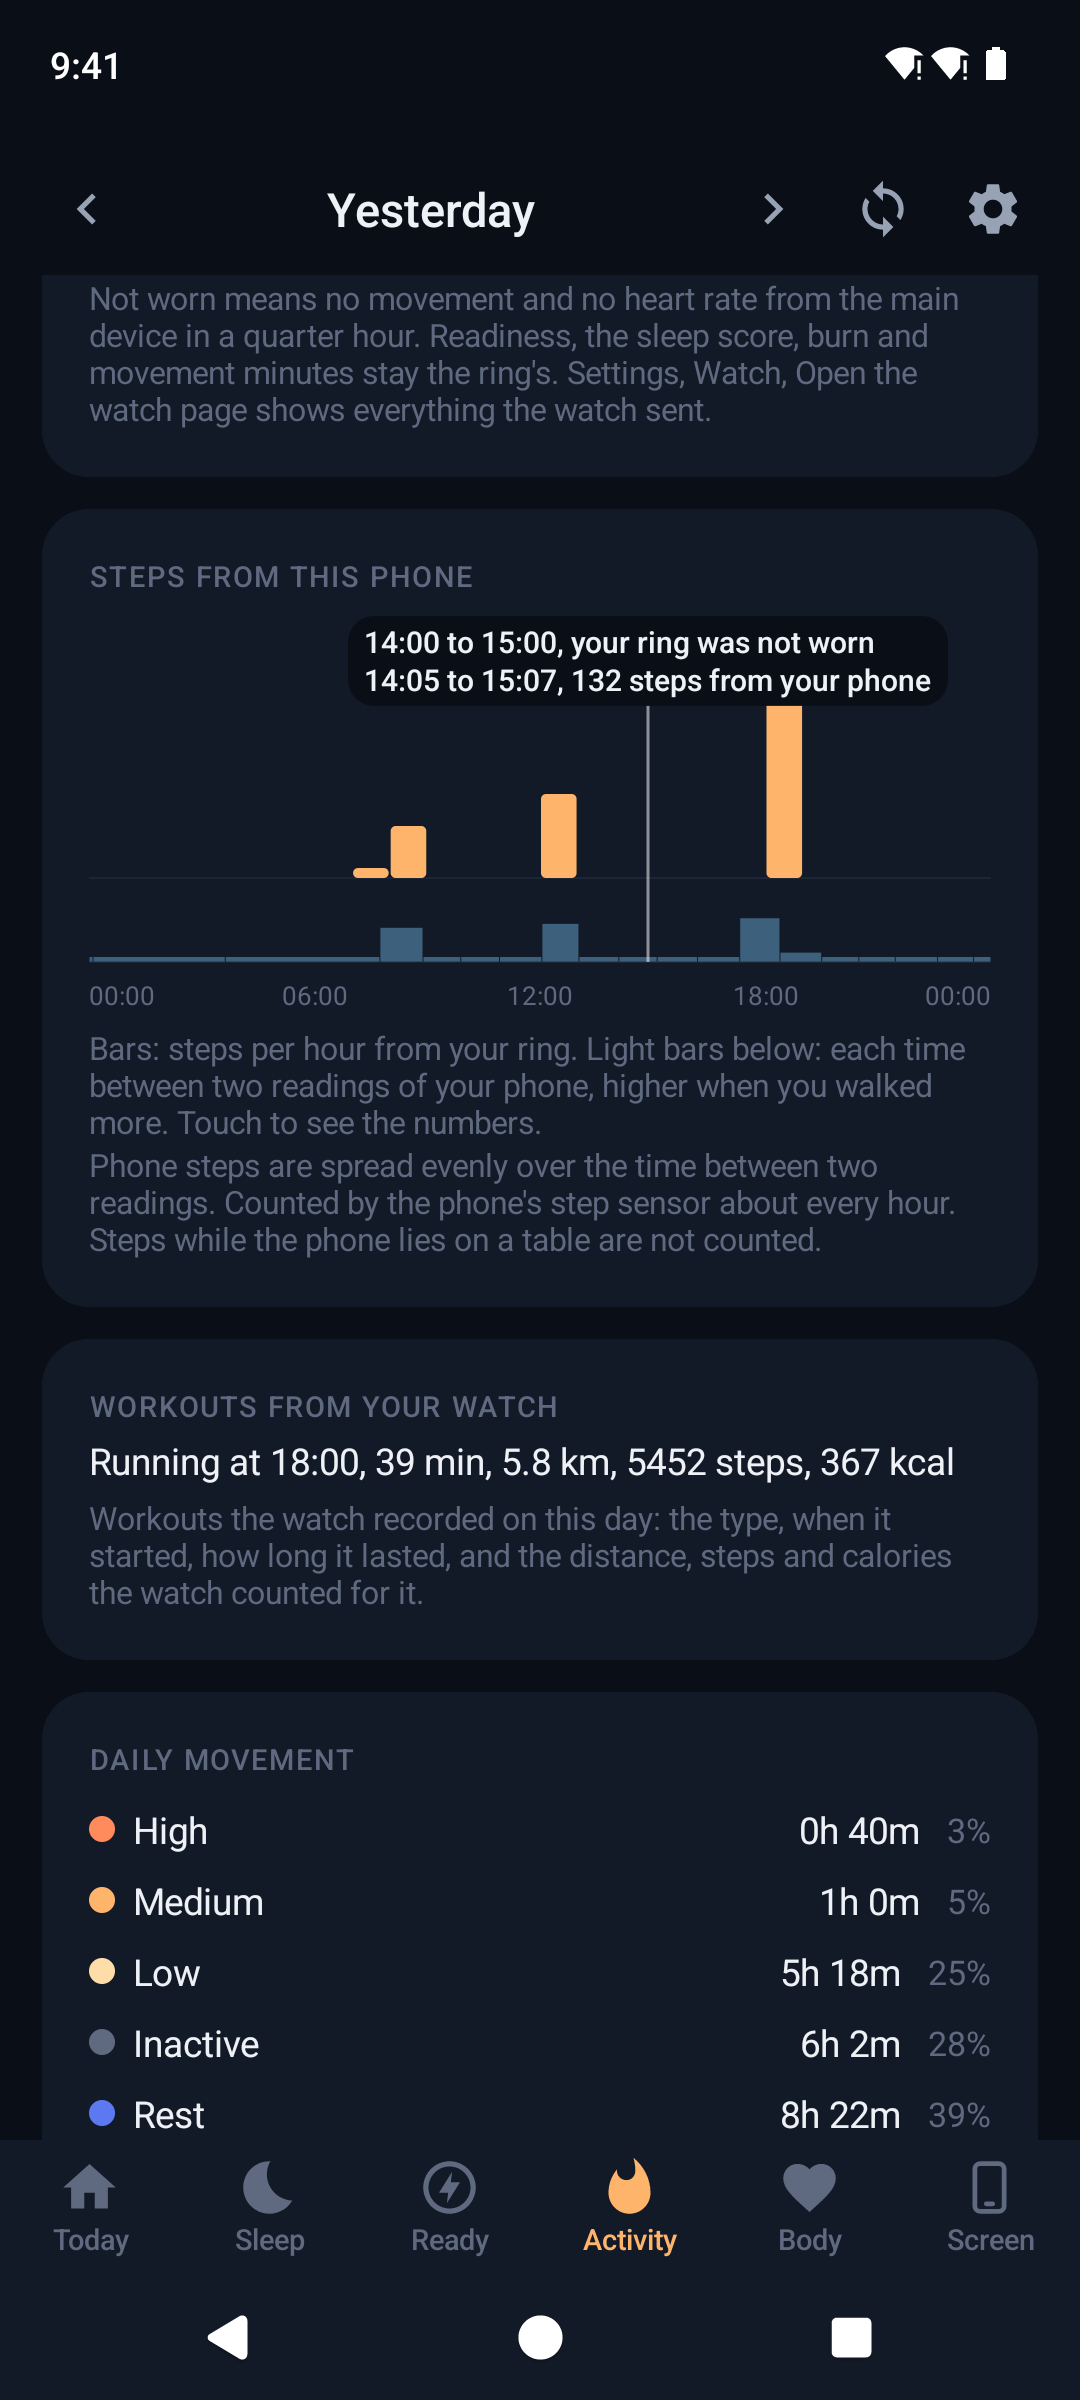 9:41
Yesterday
Not worn means no movement and no heart rate from the main
device in a quarter hour. Readiness, the sleep score, burn and
movement minutes stay the ring's. Settings, Watch, Open the
watch page shows everything the watch sent.
STEPS FROM THIS PHONE
14:00 to 15:00, your ring was not worn
14:05 to 15:07, 132 steps from your phone
00:00 06:00 12:00 18:00 00:00
Bars: steps per hour from your ring. Light bars below: each time
between two readings of your phone, higher when you walked
more. Touch to see the numbers.
Phone steps are spread evenly over the time between two
readings. Counted by the phone's step sensor about every hour.
Steps while the phone lies on a table are not counted.
WORKOUTS FROM YOUR WATCH
Running at 18:00, 39 min, 5.8 km, 5452 steps, 367 kcal
Workouts the watch recorded on this day: the type, when it
started, how long it lasted, and the distance, steps and calories
the watch counted for it.
DAILY MOVEMENT
High 0h 40m 3%
Medium 1h 0m 5%
Low 5h 18m 25%
Inactive 6h 2m 28%
Rest 8h 22m 39%
Today Sleep Ready Activity Body Screen